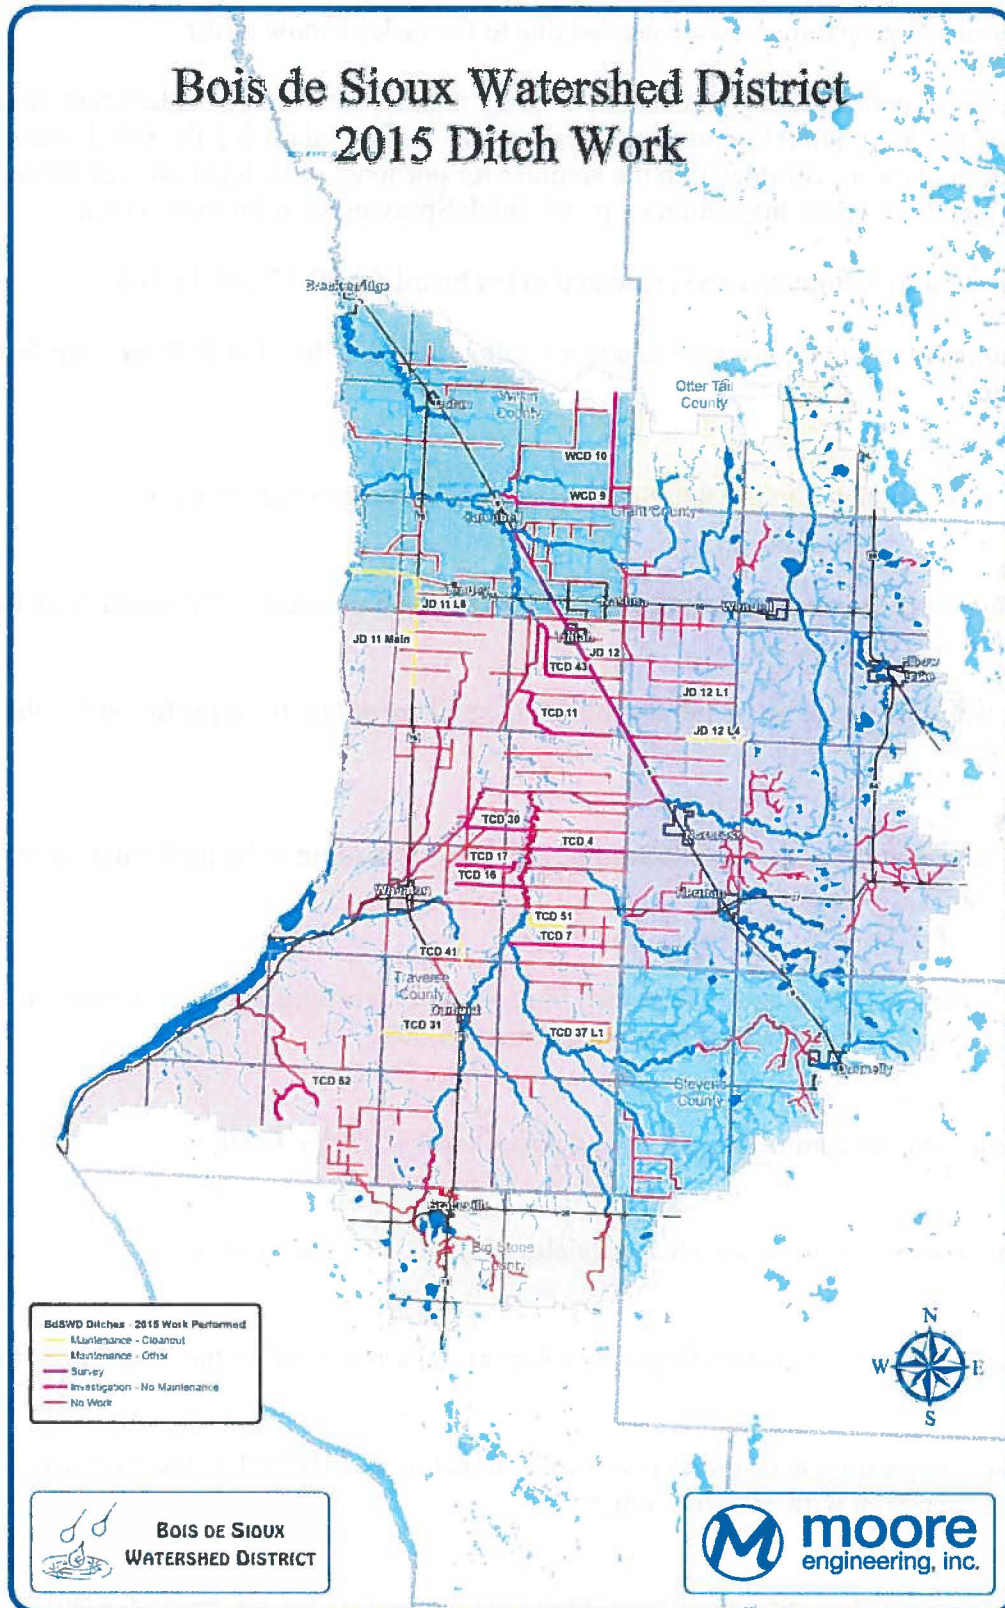 Bois de Sioux Watershed District
2015 Ditch Work
Otter Tail
County
County
WCD 10
WCD 9
Grant County
JD 11 L8
JD 11 Main
JD 12
TCD 43
JD 12 L1
TCD 11
JD 12 L4
TCD 30
TCD 4
TCD 17
TCD 16
TCD 51
TCD 7
TCD 41
Traverse
County
TCD 31
TCD 37 L1
TCD 52
Stevens
County
Big Stone
County
BdSWD Ditches - 2015 Work Performed
Maintenance - Cleanout
Maintenance - Other
Survey
Investigation - No Maintenance
No Work
N
W
E
S
BOIS DE SIOUX
WATERSHED DISTRICT
moore
engineering, inc.